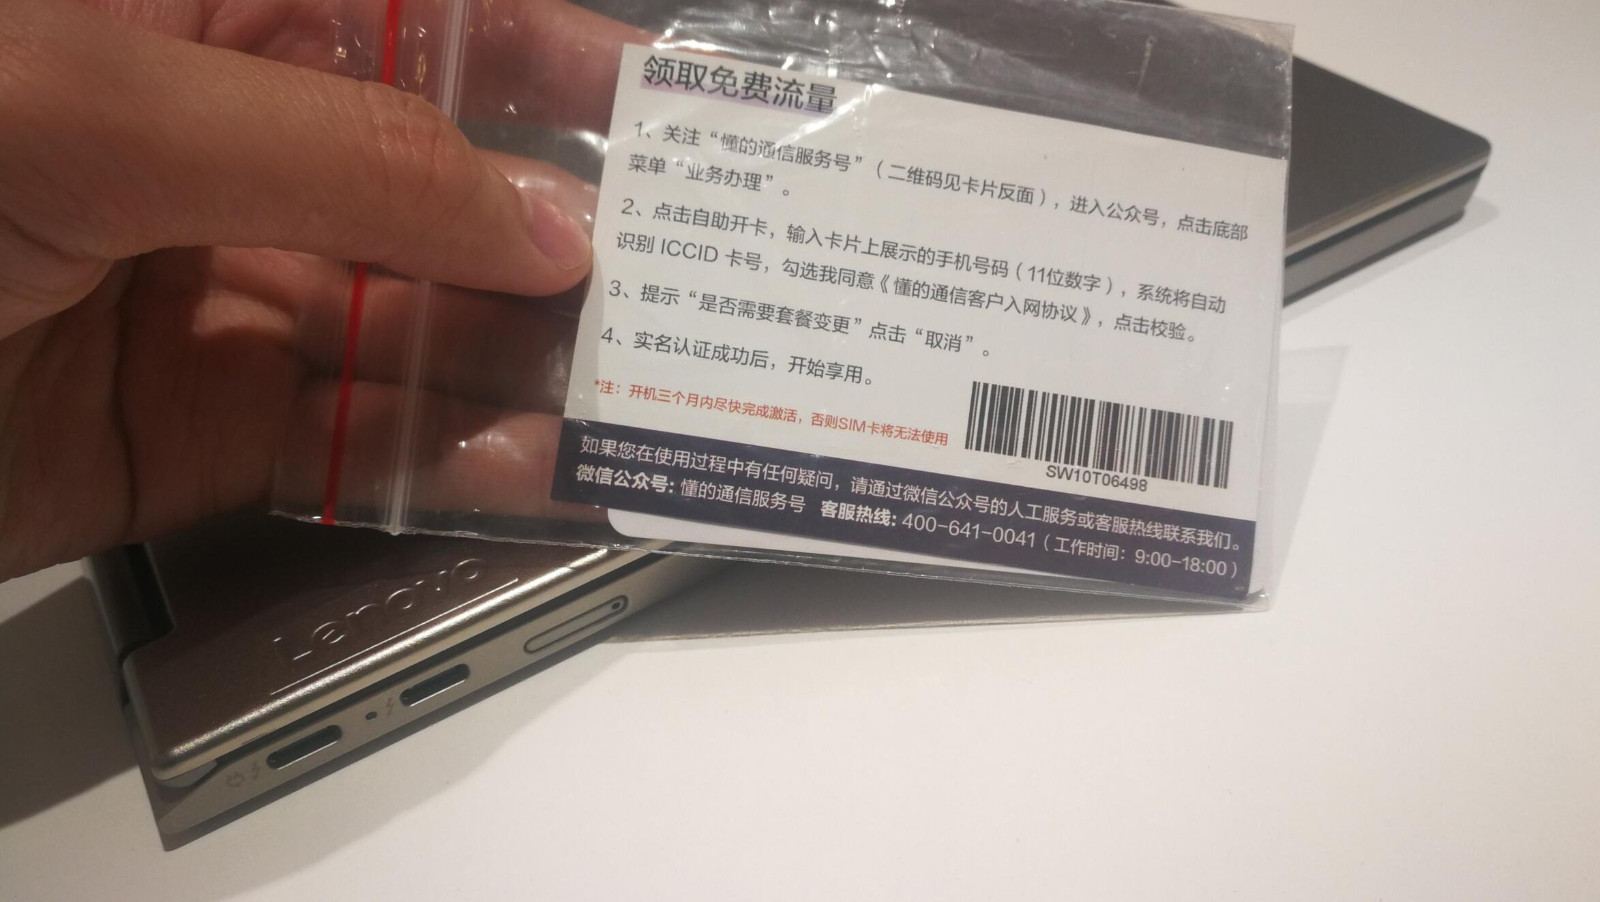 领取免费流量
1、关注“懂的通信服务号”（二维码见卡片反面），进入公众号，点击底部
菜单“业务办理”。
2、点击自助开卡，输入卡片上展示的手机号码（11位数字），系统将自动
识别 ICCID 卡号，勾选我同意《懂的通信客户入网协议》，点击校验。
3、提示“是否需要套餐变更”点击“取消”。
4、实名认证成功后，开始享用。
*注：开机三个月内尽快完成激活，否则SIM卡将无法使用
SW10T06498
如果您在使用过程中有任何疑问，请通过微信公众号的人工服务或客服热线联系我们。
微信公众号: 懂的通信服务号 客服热线: 400-641-0041（工作时间：9:00-18:00）
Lenovo